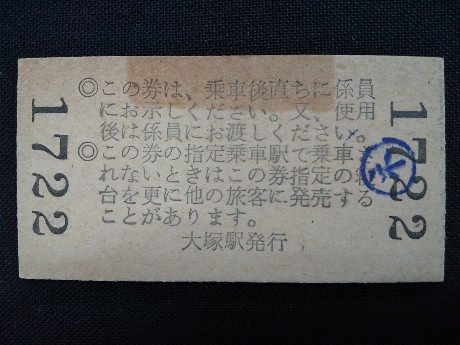 ◎この券は、乗車後直ちに係員
にお示しください。又、使用
後は係員にお渡しください。
◎この券の指定乗車駅で乗車
れないときはこの券指定の寝
台を更に他の旅客に発売する
ことがあります。
大塚駅発行
1722
1722